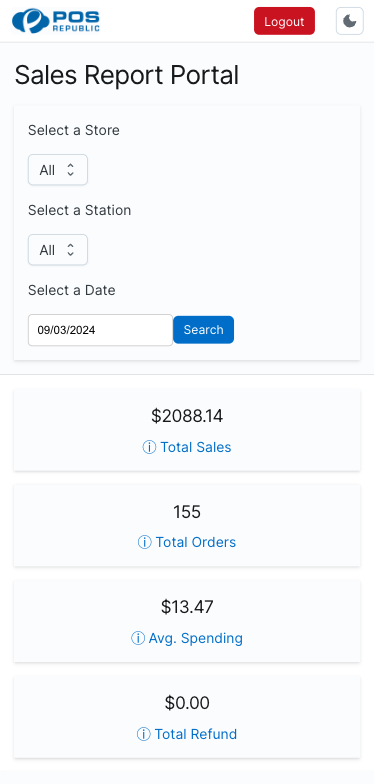 POS
REPUBLIC
Logout
Sales Report Portal
Select a Store
All
Select a Station
All
Select a Date
09/03/2024 Search
$2088.14
ⓘ Total Sales
155
ⓘ Total Orders
$13.47
ⓘ Avg. Spending
$0.00
ⓘ Total Refund